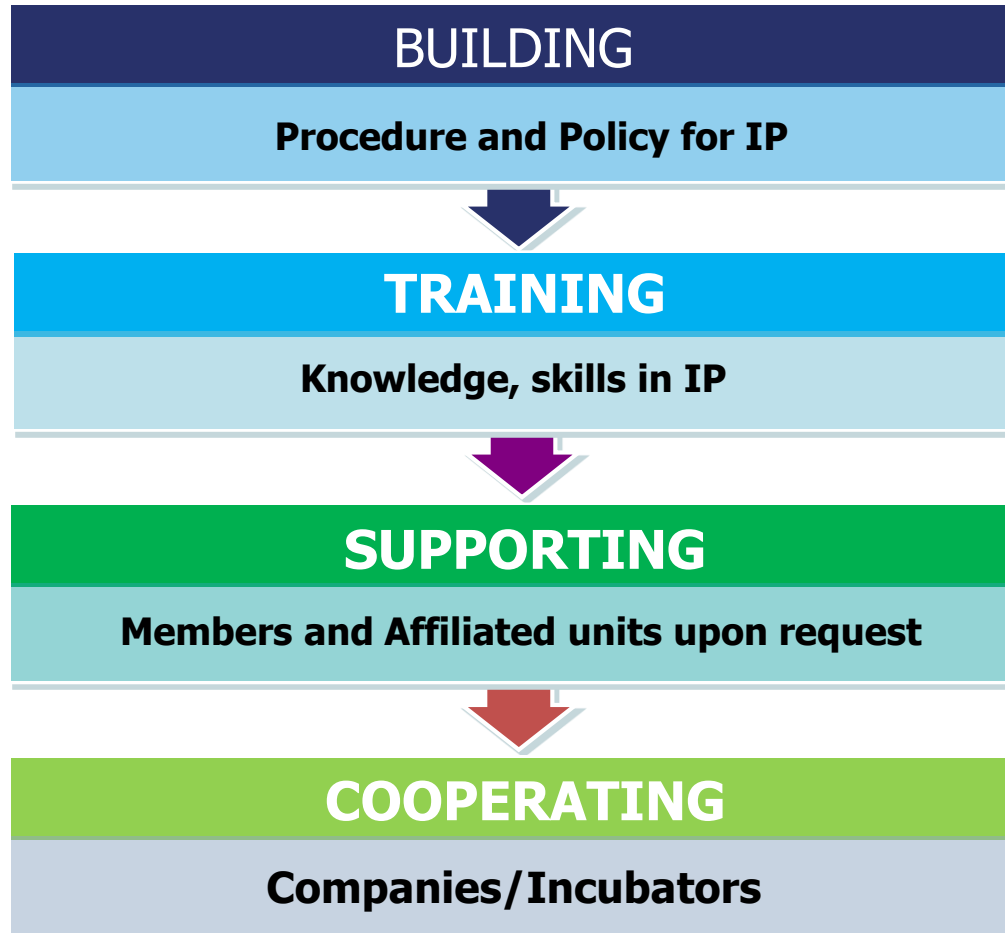 BUILDING
Procedure and Policy for IP
TRAINING
Knowledge, skills in IP
SUPPORTING
Members and Affiliated units upon request
COOPERATING
Companies/Incubators